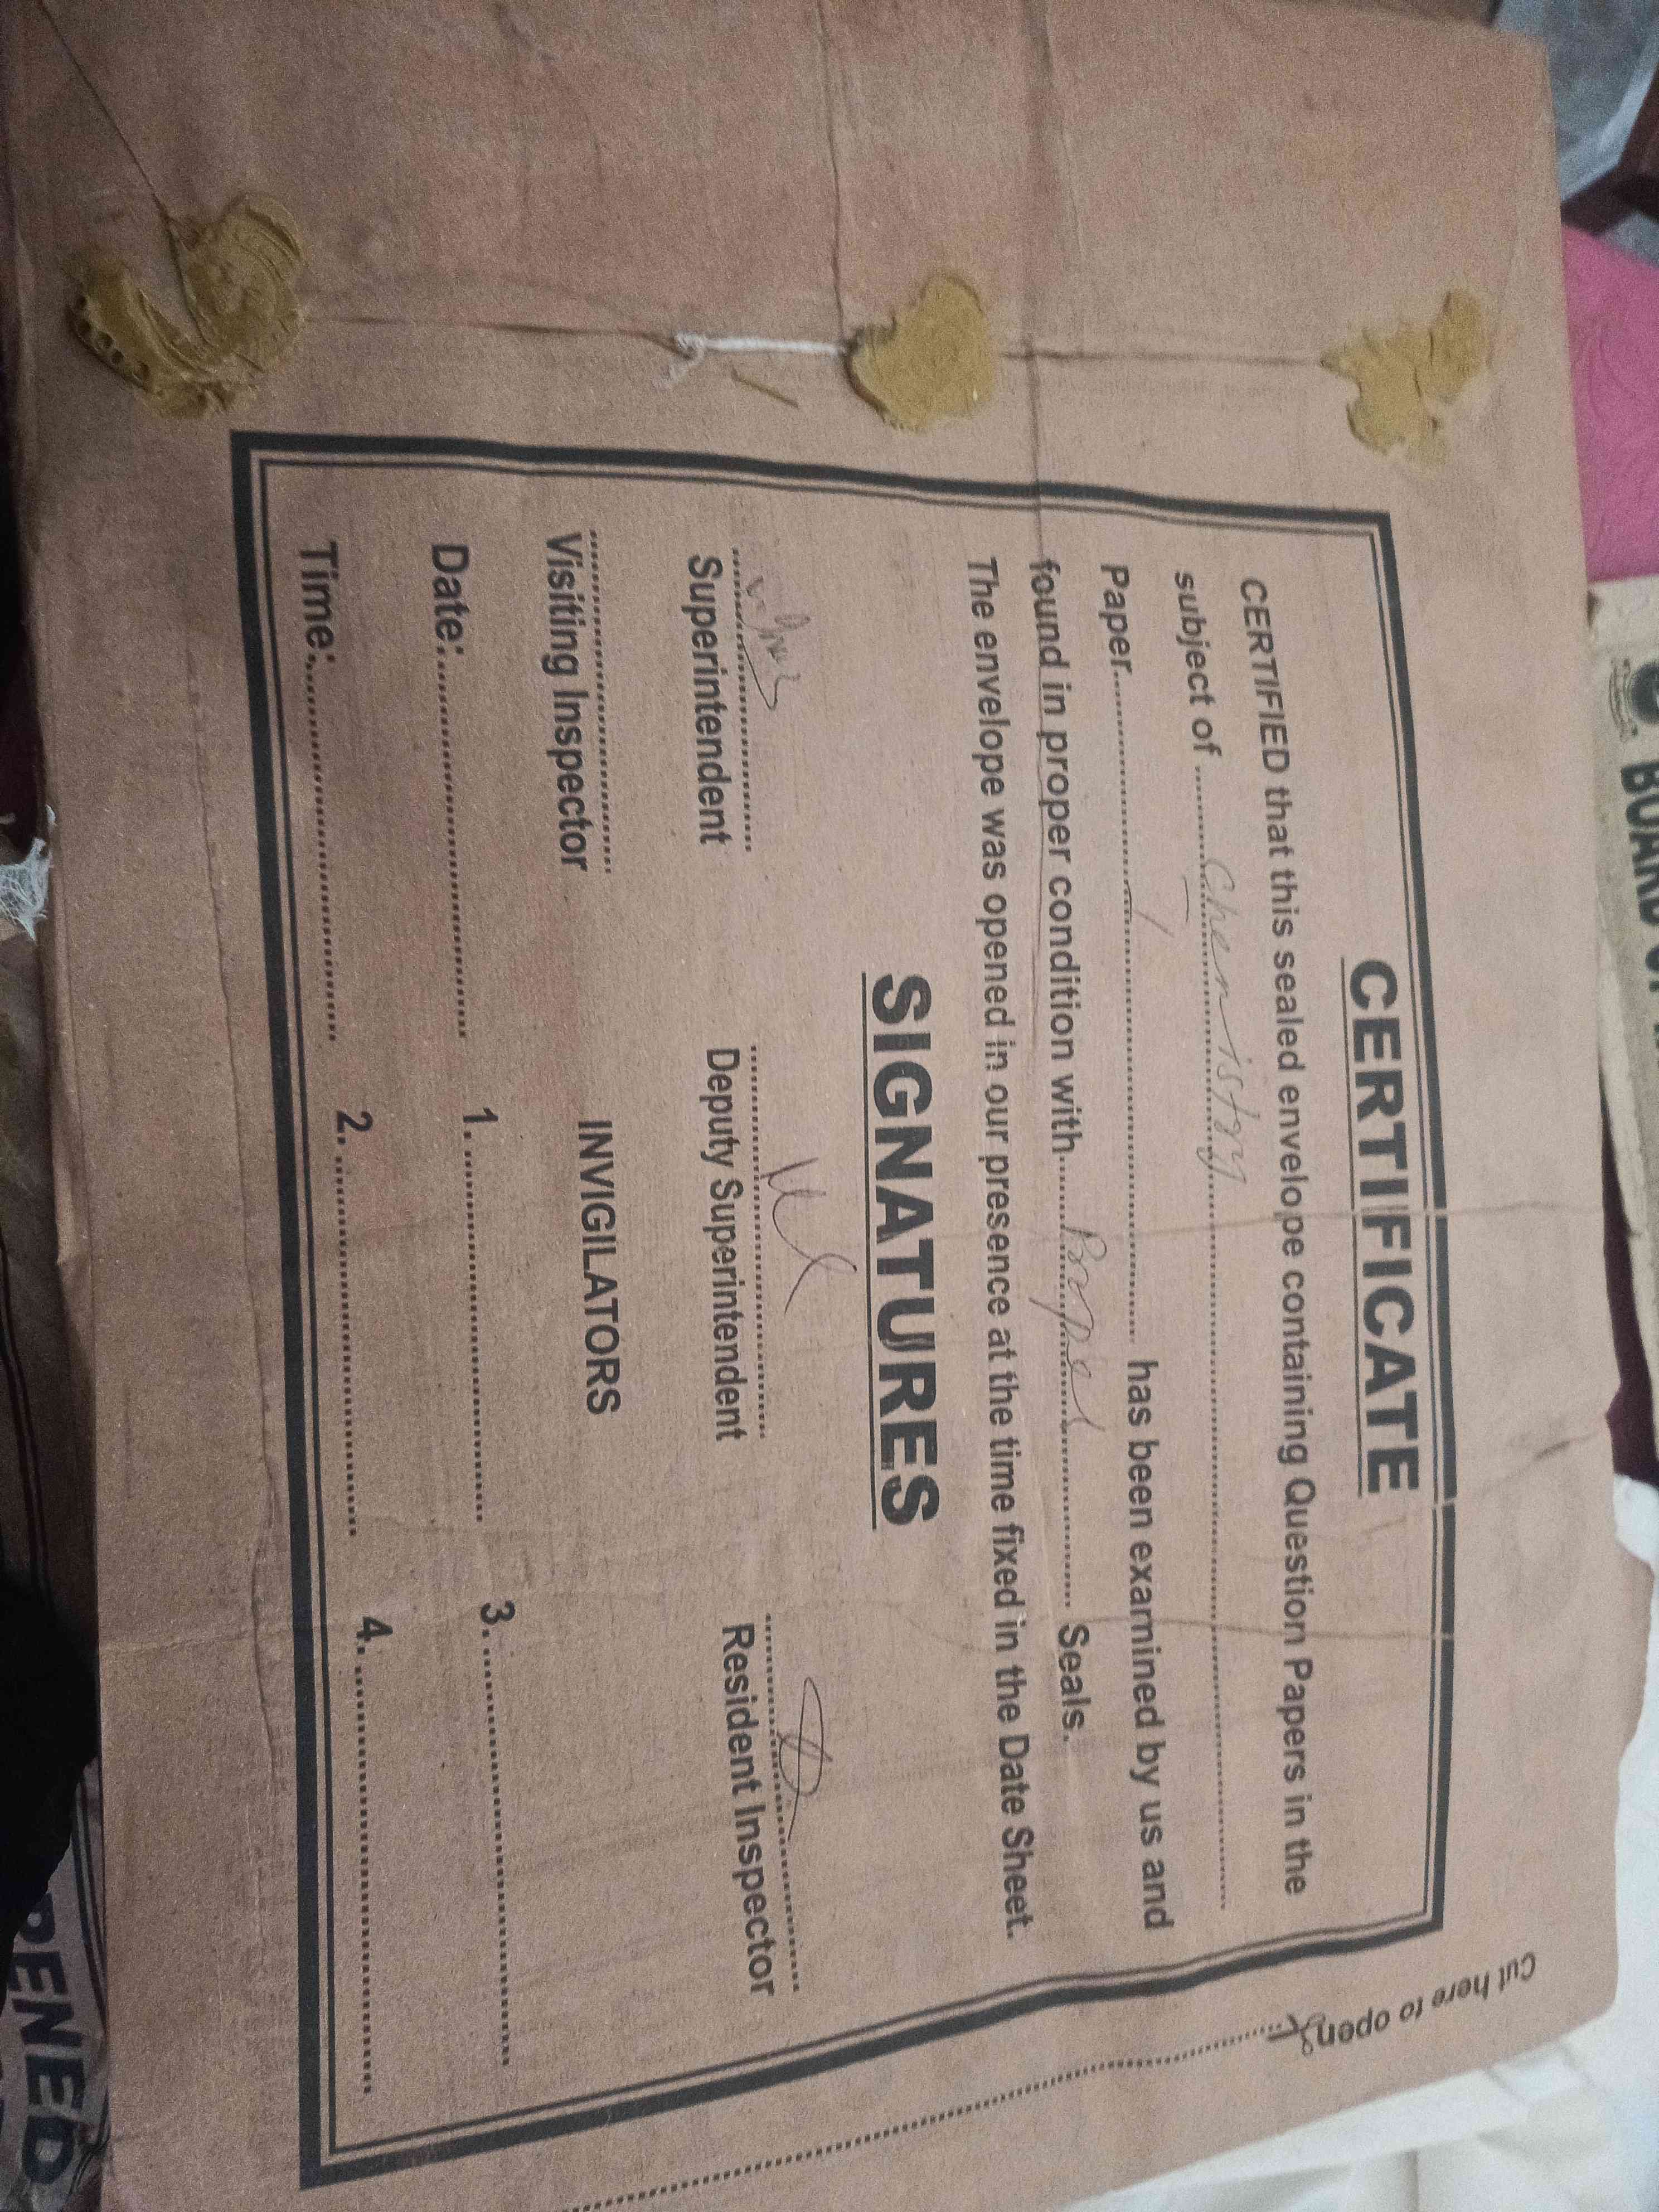 CERTIFICATE
CERTIFIED that this sealed envelope containing Question Papers in the
subject of ........ Chemistry ........
Paper........ I ........ has been examined by us and
found in proper condition with...... Proper ...... Seals.
The envelope was opened in our presence at the time fixed in the Date Sheet.
SIGNATURES
Superintendent Deputy Superintendent Resident Inspector
Visiting Inspector INVIGILATORS
Date:........ 1. ........ 3. ........
Time:........ 2. ........ 4. ........
Cut here to open
BOARD OF
PENED